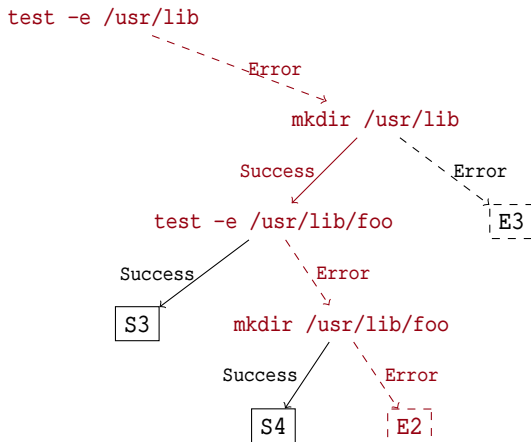 test -e /usr/lib
Error
mkdir /usr/lib
Success
Error
test -e /usr/lib/foo
E3
Success
Error
S3
mkdir /usr/lib/foo
Success
Error
S4
E2